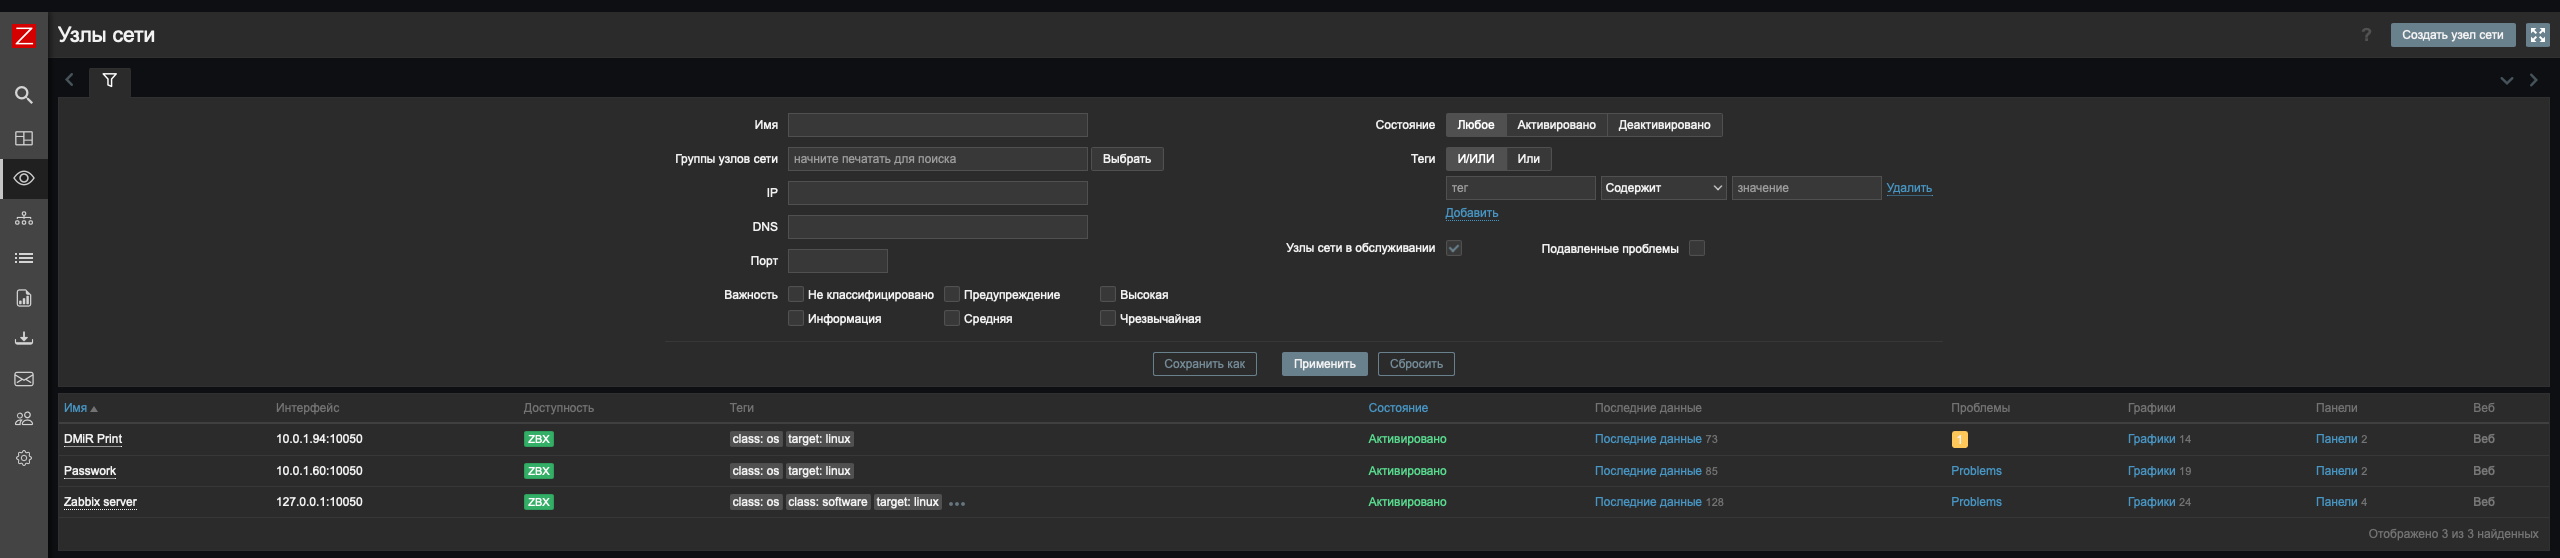 Z
Узлы сети
?
Создать узел сети
Имя
Состояние
Любое Активировано Деактивировано
Группы узлов сети
начните печатать для поиска
Выбрать
Теги
И/ИЛИ Или
IP
тег
Содержит
значение
Удалить
Добавить
DNS
Узлы сети в обслуживании
Подавленные проблемы
Порт
Важность
Не классифицировано Предупреждение Высокая
Информация Средняя Чрезвычайная
Сохранить как Применить Сбросить
Имя Интерфейс Доступность Теги Состояние Последние данные Проблемы Графики Панели Веб
DMiR Print 10.0.1.94:10050 ZBX class: os target: linux Активировано Последние данные 73 1 Графики 14 Панели 2 Веб
Passwork 10.0.1.60:10050 ZBX class: os target: linux Активировано Последние данные 85 Problems Графики 19 Панели 2 Веб
Zabbix server 127.0.0.1:10050 ZBX class: os class: software target: linux ••• Активировано Последние данные 128 Problems Графики 24 Панели 4 Веб
Отображено 3 из 3 найденных